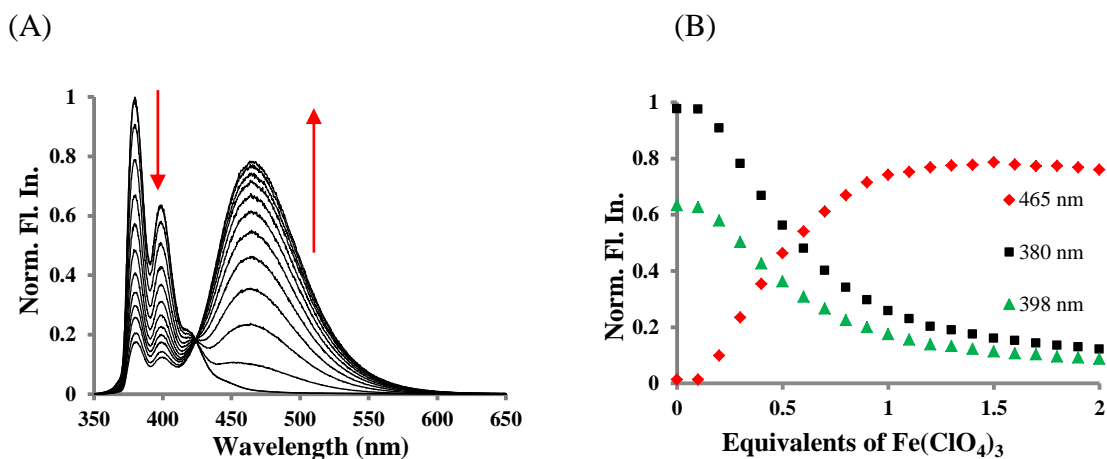 (A)
(B)
Norm. Fl. In.
1
0.8
0.6
0.4
0.2
0
350 400 450 500 550 600 650
Wavelength (nm)
Norm. Fl. In.
1
0.8
0.6
0.4
0.2
0
465 nm
380 nm
398 nm
0 0.5 1 1.5 2
Equivalents of Fe(ClO₄)₃